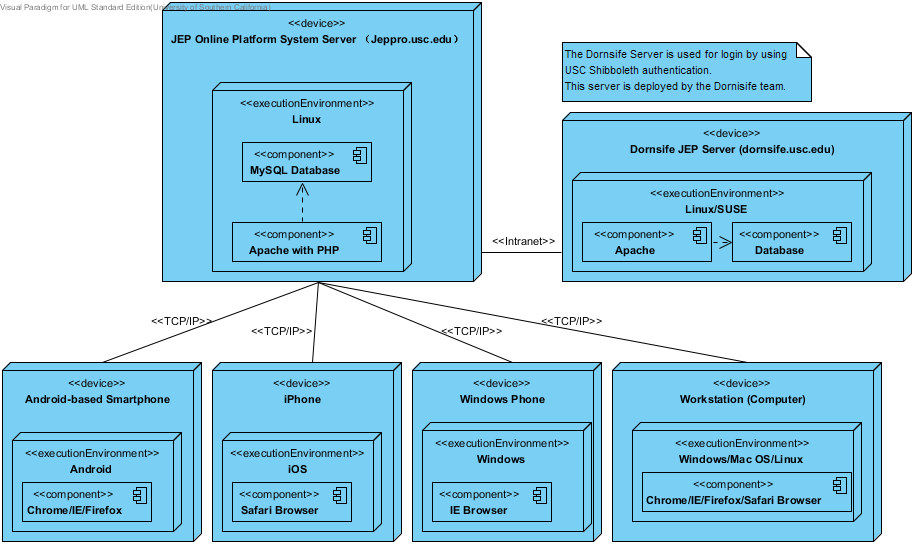 Visual Paradigm for UML Standard Edition(University of Southern California)
<<device>>
JEP Online Platform System Server （Jeppro.usc.edu）
<<executionEnvironment>>
Linux
<<component>>
MySQL Database
<<component>>
Apache with PHP
The Dornsife Server is used for login by using
USC Shibboleth authentication.
This server is deployed by the Dornisife team.
<<device>>
Dornsife JEP Server (dornsife.usc.edu)
<<executionEnvironment>>
Linux/SUSE
<<component>>
Apache
<<component>>
Database
<<Intranet>>
<<TCP/IP>>
<<TCP/IP>>
<<TCP/IP>>
<<TCP/IP>>
<<device>>
Android-based Smartphone
<<executionEnvironment>>
Android
<<component>>
Chrome/IE/Firefox
<<device>>
iPhone
<<executionEnvironment>>
iOS
<<component>>
Safari Browser
<<device>>
Windows Phone
<<executionEnvironment>>
Windows
<<component>>
IE Browser
<<device>>
Workstation (Computer)
<<executionEnvironment>>
Windows/Mac OS/Linux
<<component>>
Chrome/IE/Firefox/Safari Browser